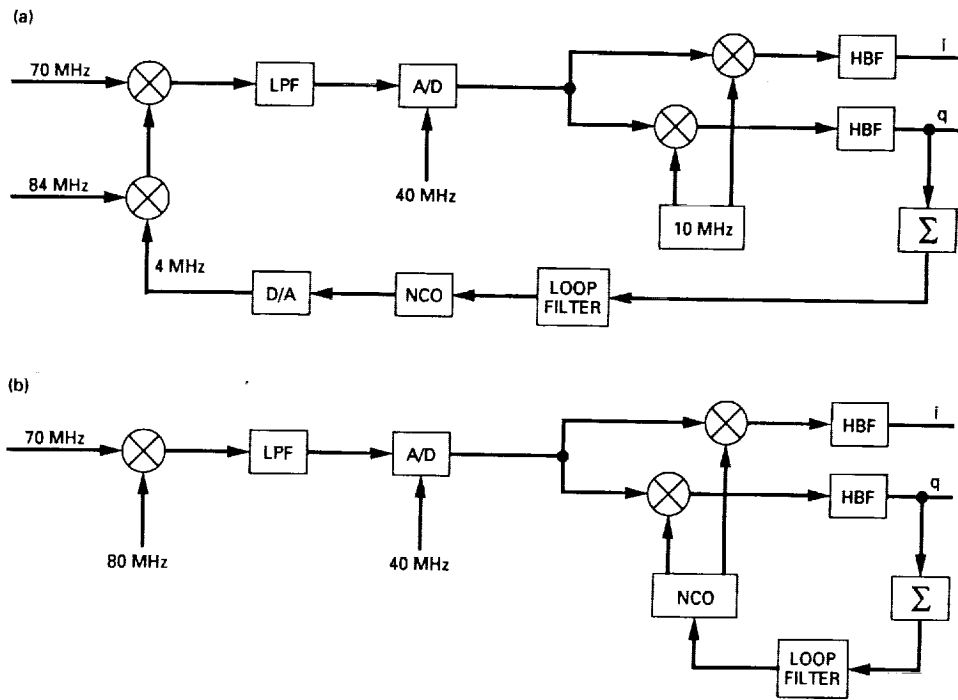 (a)
70 MHz
LPF
A/D
HBF
i
HBF
q
84 MHz
40 MHz
10 MHz
Σ
4 MHz
D/A
NCO
LOOP
FILTER
(b)
70 MHz
LPF
A/D
HBF
i
HBF
q
80 MHz
40 MHz
NCO
Σ
LOOP
FILTER